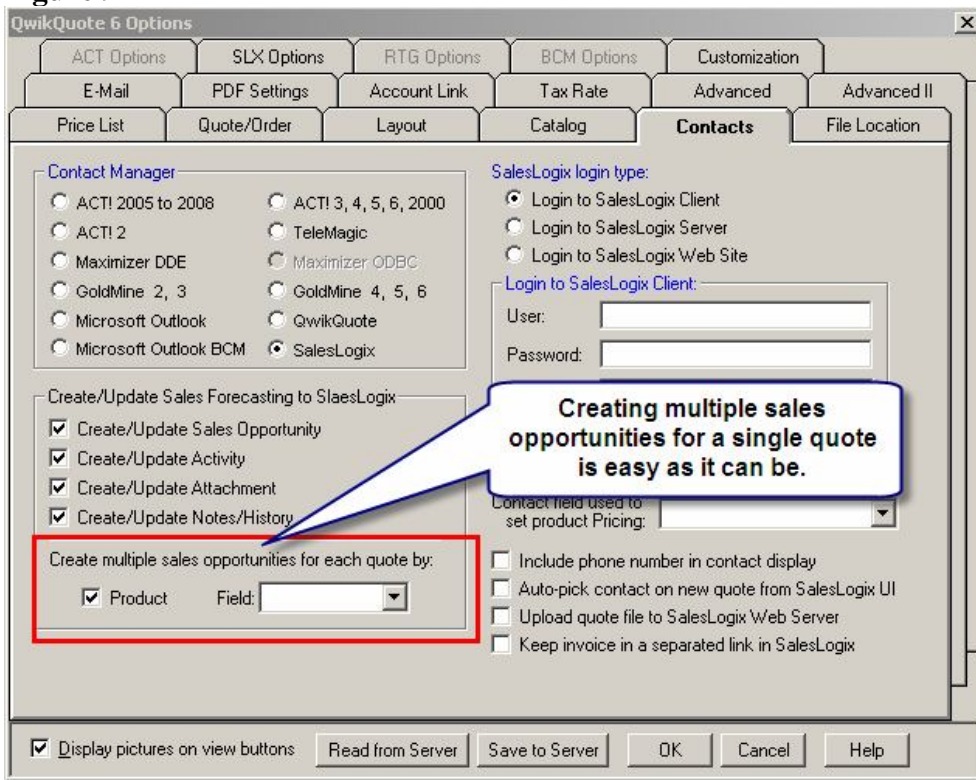 QwikQuote 6 Options
ACT Options SLX Options RTG Options BCM Options Customization
E-Mail PDF Settings Account Link Tax Rate Advanced Advanced II
Price List Quote/Order Layout Catalog Contacts File Location
Contact Manager
ACT! 2005 to 2008 ACT! 3, 4, 5, 6, 2000
ACT! 2 TeleMagic
Maximizer DDE Maximizer ODBC
GoldMine 2, 3 GoldMine 4, 5, 6
Microsoft Outlook QwikQuote
Microsoft Outlook BCM SalesLogix
Create/Update Sales Forecasting to SlaesLogix
Create/Update Sales Opportunity
Create/Update Activity
Create/Update Attachment
Create/Update Notes/History
Create multiple sales opportunities for each quote by:
Product Field:
SalesLogix login type:
Login to SalesLogix Client
Login to SalesLogix Server
Login to SalesLogix Web Site
Login to SalesLogix Client:
User:
Password:
Creating multiple sales
opportunities for a single quote
is easy as it can be.
Contact field used to
set product Pricing:
Include phone number in contact display
Auto-pick contact on new quote from SalesLogix UI
Upload quote file to SalesLogix Web Server
Keep invoice in a separated link in SalesLogix
Display pictures on view buttons Read from Server Save to Server OK Cancel Help